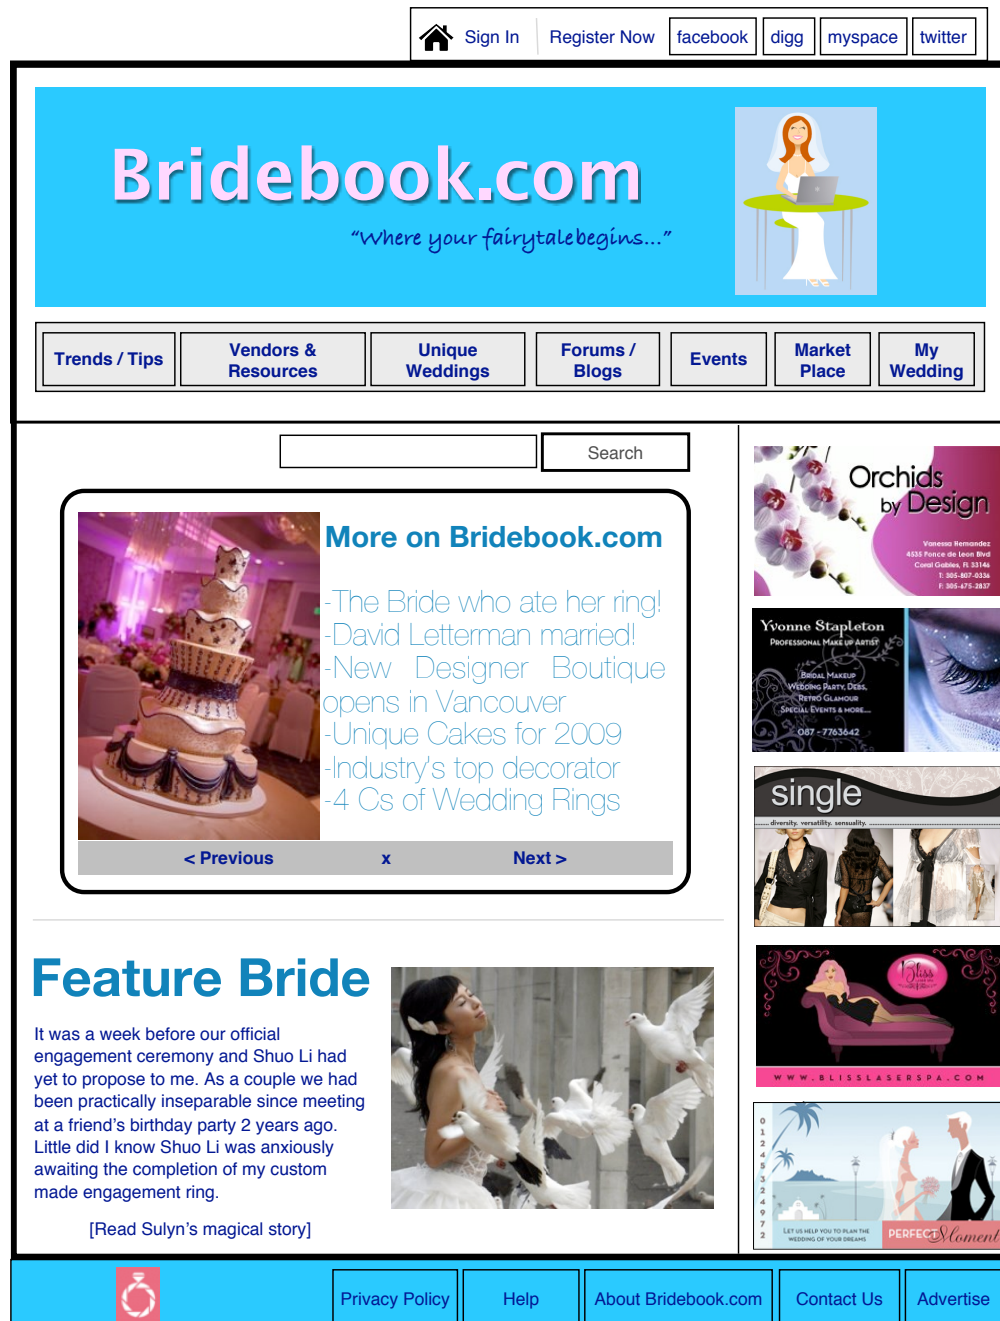 Sign In
Register Now
facebook
digg
myspace
twitter
Bridebook.com
“Where your fairytale begins...”
Trends / Tips
Vendors &
Resources
Unique
Weddings
Forums /
Blogs
Events
Market
Place
My
Wedding
Search
More on Bridebook.com
-The Bride who ate her ring!
-David Letterman married!
-New Designer Boutique
opens in Vancouver
-Unique Cakes for 2009
-Industry's top decorator
-4 Cs of Wedding Rings
< Previous
x
Next >
Feature Bride
It was a week before our official
engagement ceremony and Shuo Li had
yet to propose to me. As a couple we had
been practically inseparable since meeting
at a friend’s birthday party 2 years ago.
Little did I know Shuo Li was anxiously
awaiting the completion of my custom
made engagement ring.
[Read Sulyn’s magical story]
Orchids
by Design
Vanessa Hernandez
4535 Ponce de Leon Blvd
Coral Gables, Fl 33146
T: 305-807-0336
F: 305-675-2837
Yvonne Stapleton
Professional Make up Artist
Bridal Makeup
Wedding Party, Debs,
Retro Glamour
Special Events & more....
087 - 7763642
single
diversity. versatility. sensuality.
Bliss
WWW.BLISSLASERSPA.COM
01245324972
Let us help you to plan the
wedding of your dreams
PERFECT Moment
Privacy Policy
Help
About Bridebook.com
Contact Us
Advertise